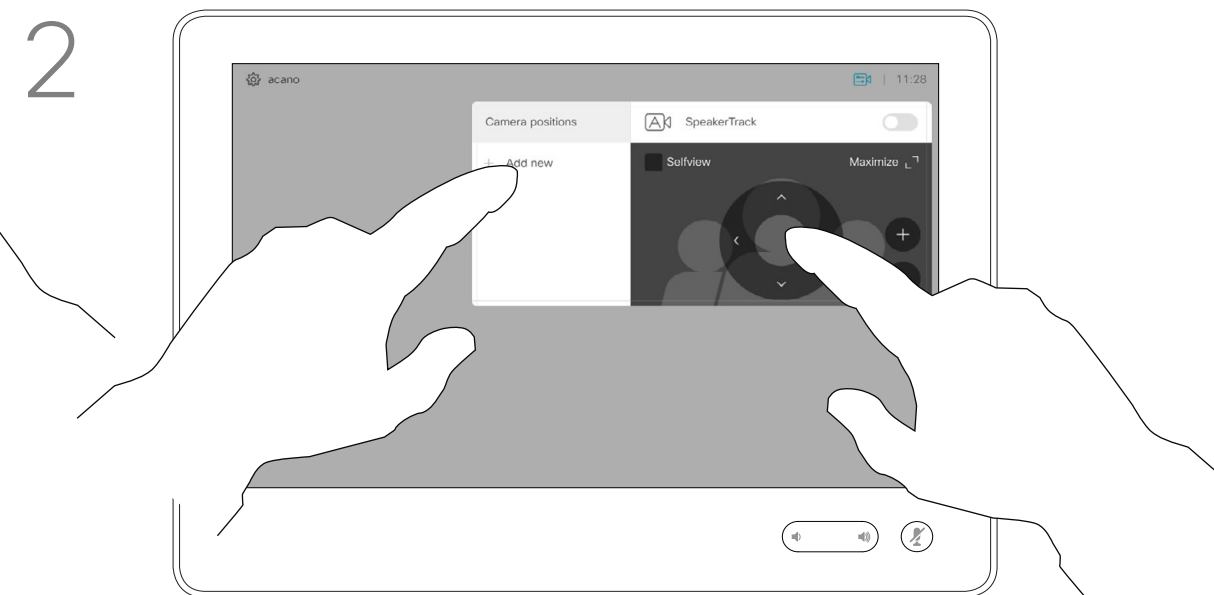 2
acano
11:28
Camera positions
SpeakerTrack
Add new
Selfview
Maximize